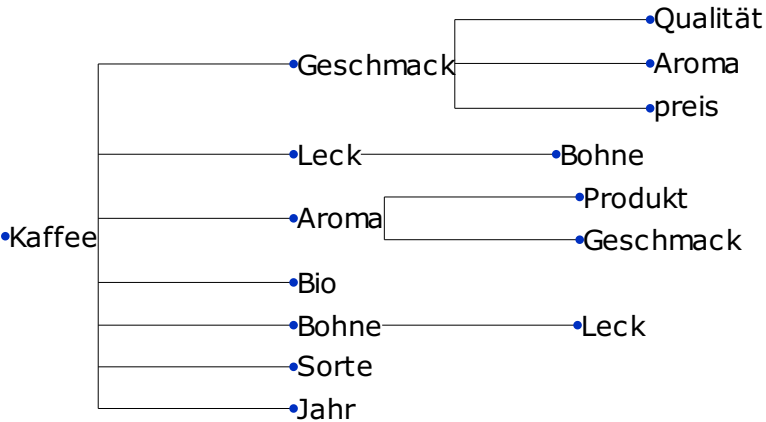 Qualität
Geschmack
Aroma
preis
Leck
Bohne
Produkt
Aroma
Geschmack
Kaffee
Bio
Bohne
Leck
Sorte
Jahr